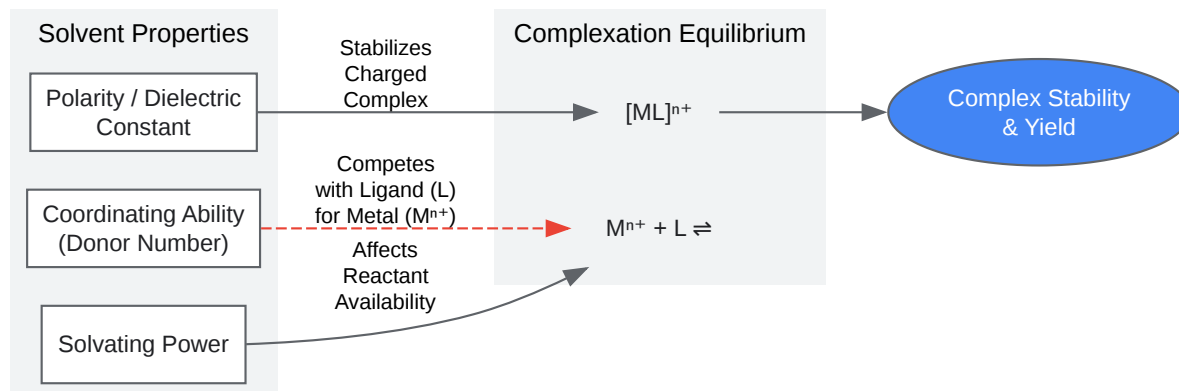 Solvent Properties
Polarity / Dielectric
Constant
Coordinating Ability
(Donor Number)
Solvating Power
Stabilizes
Charged
Complex
Competes
with Ligand (L)
for Metal (Mⁿ⁺)
Affects
Reactant
Availability
Complexation Equilibrium
[ML]ⁿ⁺
Mⁿ⁺ + L ⇌
Complex Stability
& Yield